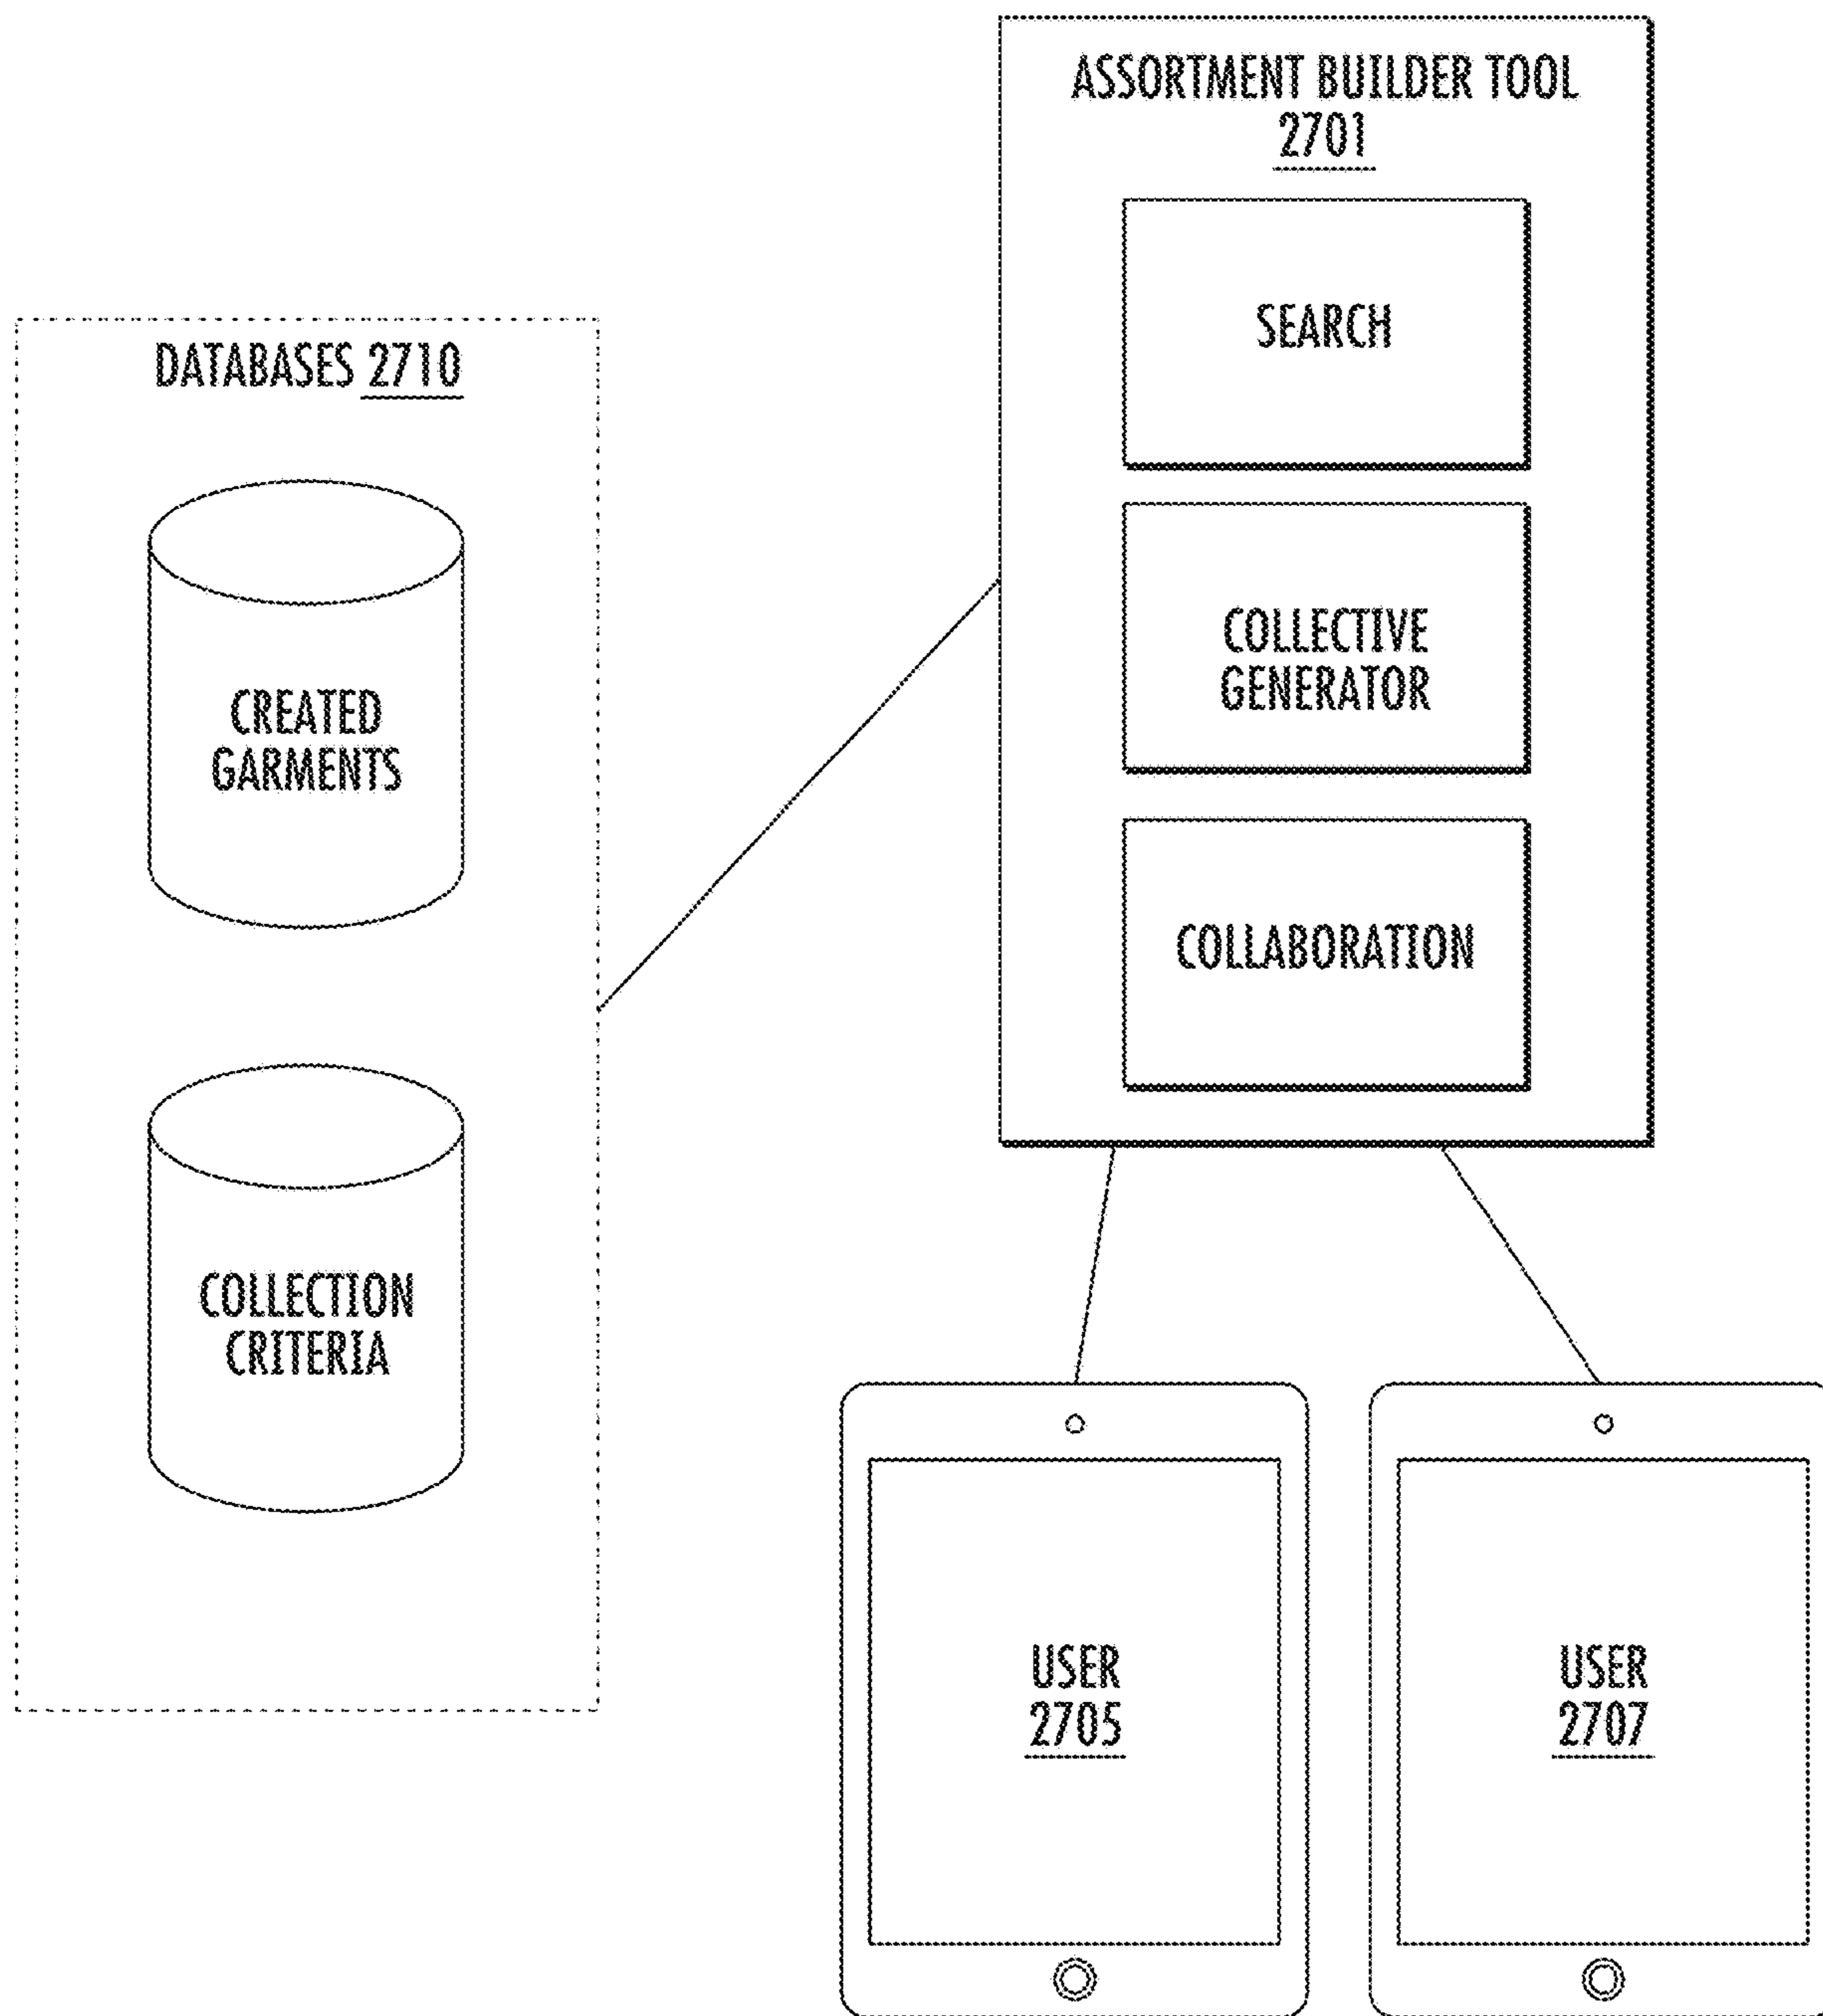 ASSORTMENT BUILDER TOOL
2701
SEARCH
COLLECTIVE
GENERATOR
COLLABORATION
DATABASES 2710
CREATED
GARMENTS
COLLECTION
CRITERIA
USER
2705
USER
2707